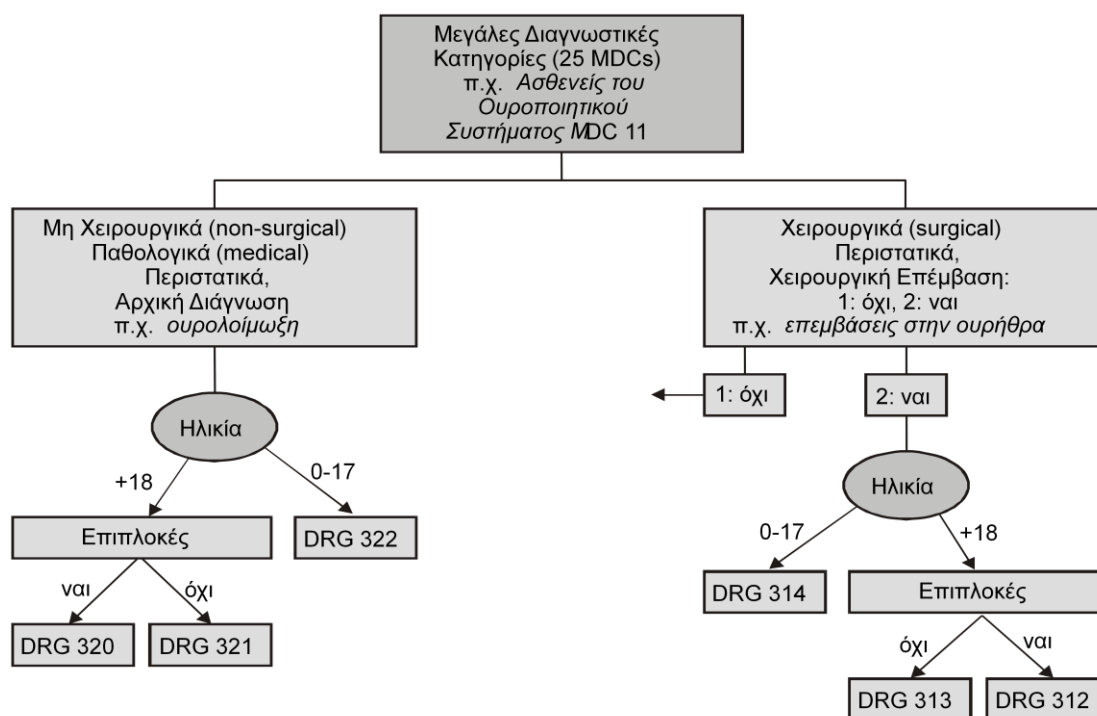 Μεγάλες Διαγνωστικές
Κατηγορίες (25 MDCs)
π.χ. Ασθενείς του
Ουροποιητικού
Συστήματος MDC 11
Μη Χειρουργικά (non-surgical)
Παθολογικά (medical)
Περιστατικά,
Αρχική Διάγνωση
π.χ. ουρολοίμωξη
Ηλικία
+18
0-17
Επιπλοκές
DRG 322
ναι
όχι
DRG 320
DRG 321
Χειρουργικά (surgical)
Περιστατικά,
Χειρουργική Επέμβαση:
1: όχι, 2: ναι
π.χ. επεμβάσεις στην ουρήθρα
1: όχι
2: ναι
Ηλικία
0-17
+18
DRG 314
Επιπλοκές
όχι
ναι
DRG 313
DRG 312